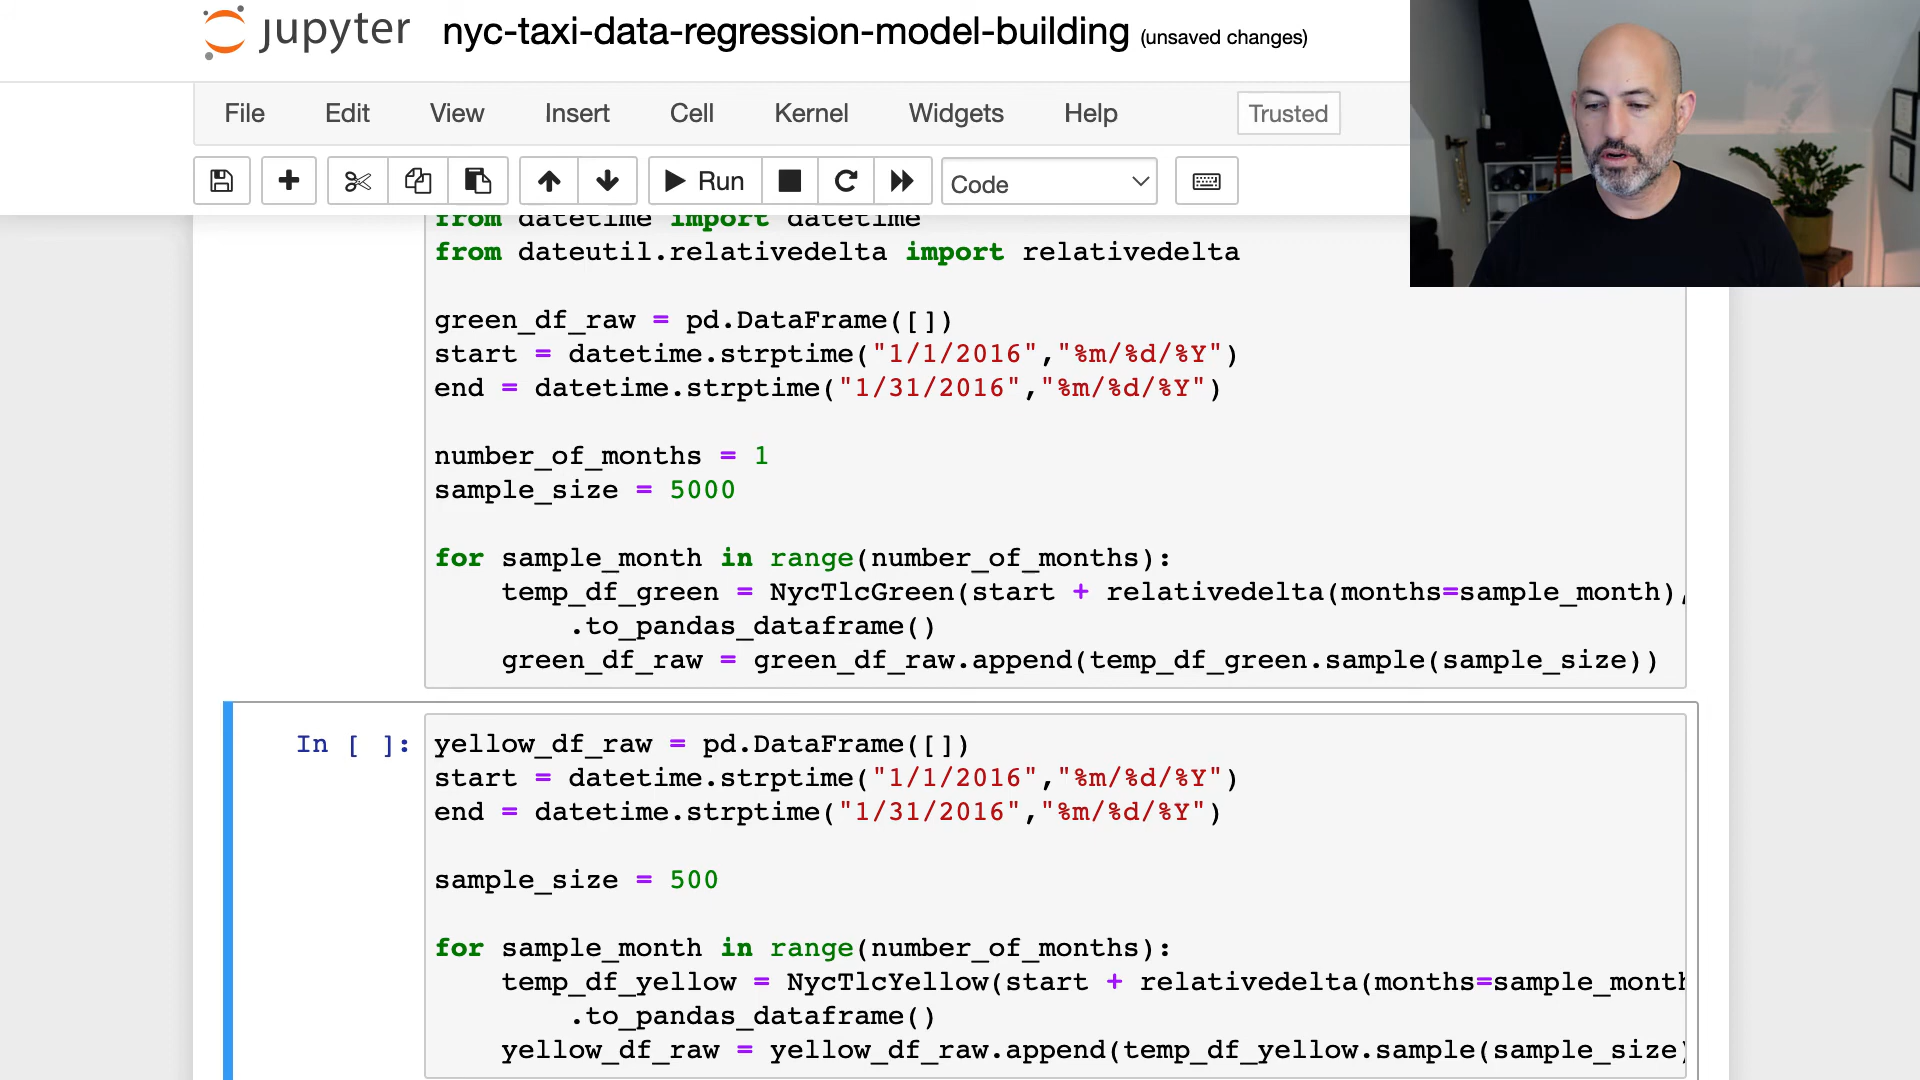 jupyter nyc-taxi-data-regression-model-building (unsaved changes)
File Edit View Insert Cell Kernel Widgets Help Trusted
Run Code
from datetime import datetime
from dateutil.relativedelta import relativedelta
green_df_raw = pd.DataFrame([])
start = datetime.strptime("1/1/2016","%m/%d/%Y")
end = datetime.strptime("1/31/2016","%m/%d/%Y")
number_of_months = 1
sample_size = 5000
for sample_month in range(number_of_months):
temp_df_green = NycTlcGreen(start + relativedelta(months=sample_month),
.to_pandas_dataframe()
green_df_raw = green_df_raw.append(temp_df_green.sample(sample_size))
In [ ]: yellow_df_raw = pd.DataFrame([])
start = datetime.strptime("1/1/2016","%m/%d/%Y")
end = datetime.strptime("1/31/2016","%m/%d/%Y")
sample_size = 500
for sample_month in range(number_of_months):
temp_df_yellow = NycTlcYellow(start + relativedelta(months=sample_month
.to_pandas_dataframe()
yellow_df_raw = yellow_df_raw.append(temp_df_yellow.sample(sample_size)